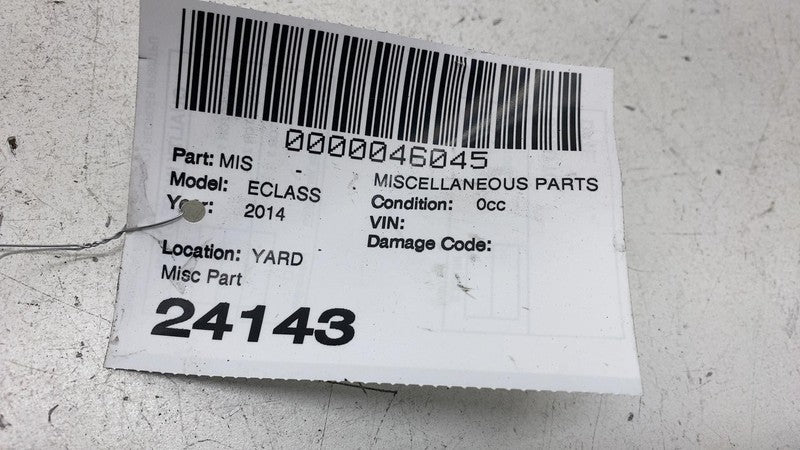 0000046045
Part: MIS -
MISCELLANEOUS PARTS
Model: ECLASS
Condition: 0cc
Year: 2014
VIN:
Damage Code:
Location: YARD
Misc Part
24143